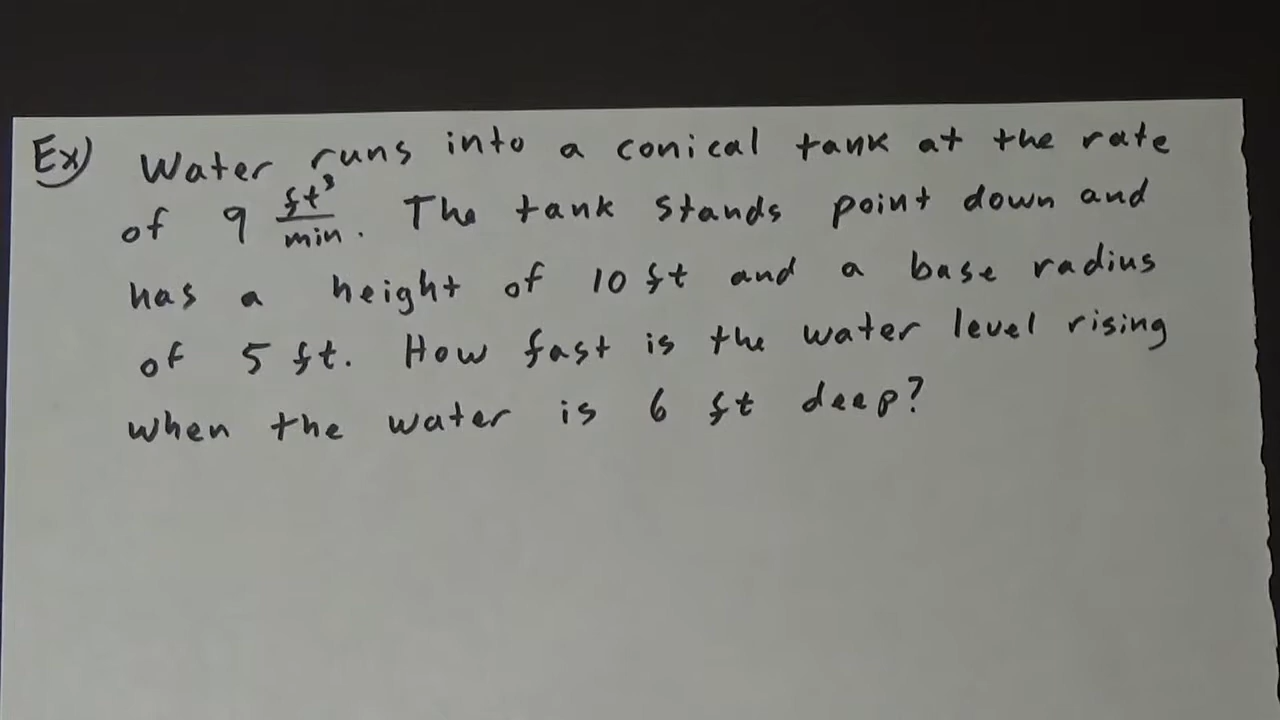 Ex) Water runs into a conical tank at the rate
of 9 ft³/min. The tank stands point down and
has a height of 10 ft and a base radius
of 5 ft. How fast is the water level rising
when the water is 6 ft deep?